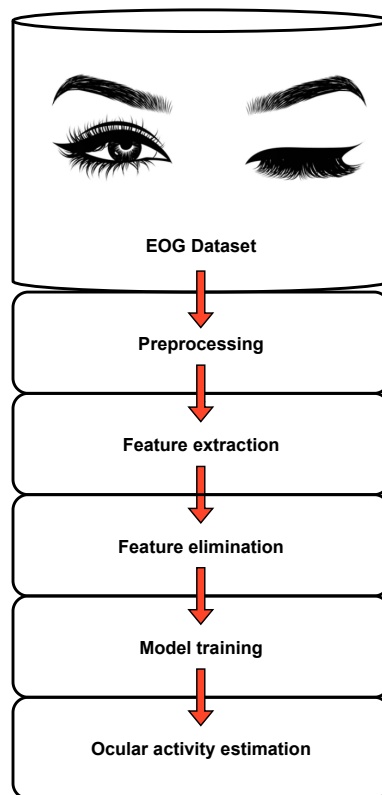 EOG Dataset
Preprocessing
Feature extraction
Feature elimination
Model training
Ocular activity estimation